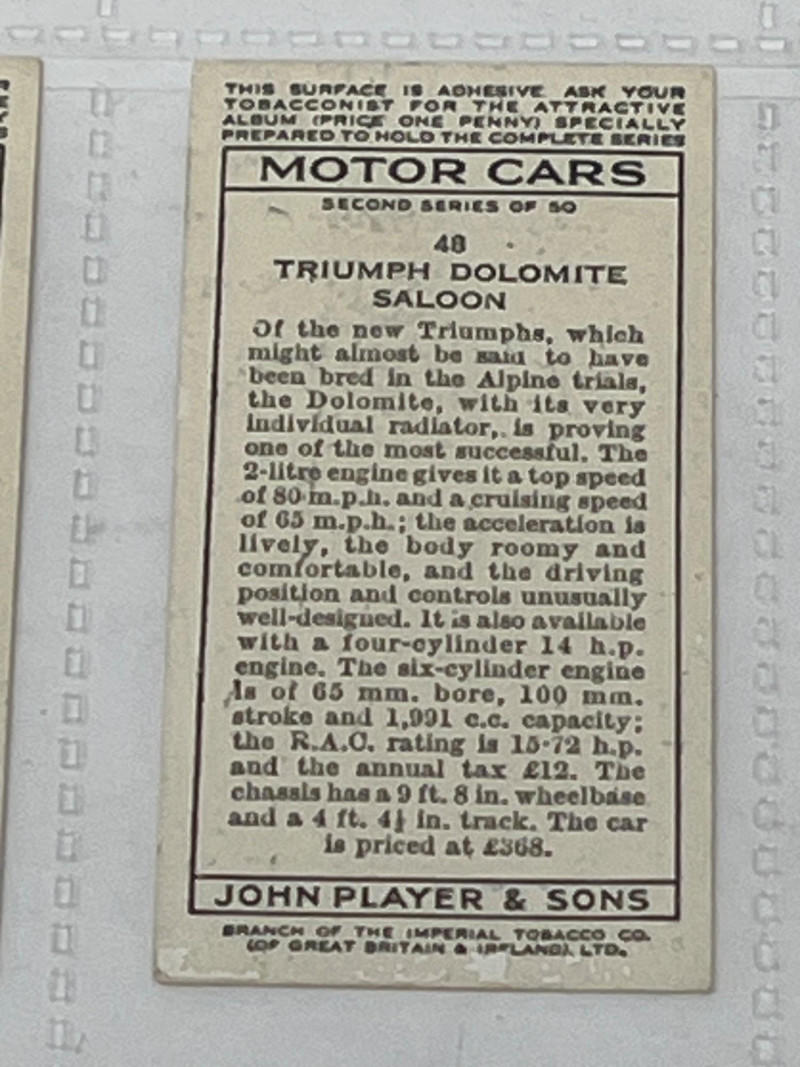 THIS SURFACE IS ADHESIVE. ASK YOUR
TOBACCONIST FOR THE ATTRACTIVE
ALBUM (PRICE ONE PENNY) SPECIALLY
PREPARED TO HOLD THE COMPLETE SERIES
MOTOR CARS
SECOND SERIES OF 50
48
TRIUMPH DOLOMITE
SALOON
Of the new Triumphs, which
might almost be said to have
been bred in the Alpine trials,
the Dolomite, with its very
individual radiator, is proving
one of the most successful. The
2-litre engine gives it a top speed
of 80 m.p.h. and a cruising speed
of 65 m.p.h.; the acceleration is
lively, the body roomy and
comfortable, and the driving
position and controls unusually
well-designed. It is also available
with a four-cylinder 14 h.p.
engine. The six-cylinder engine
is of 65 mm. bore, 100 mm.
stroke and 1,991 c.c. capacity;
the R.A.C. rating is 15·72 h.p.
and the annual tax £12. The
chassis has a 9 ft. 8 in. wheelbase
and a 4 ft. 4½ in. track. The car
is priced at £368.
JOHN PLAYER & SONS
BRANCH OF THE IMPERIAL TOBACCO CO.
(OF GREAT BRITAIN & IRELAND), LTD.